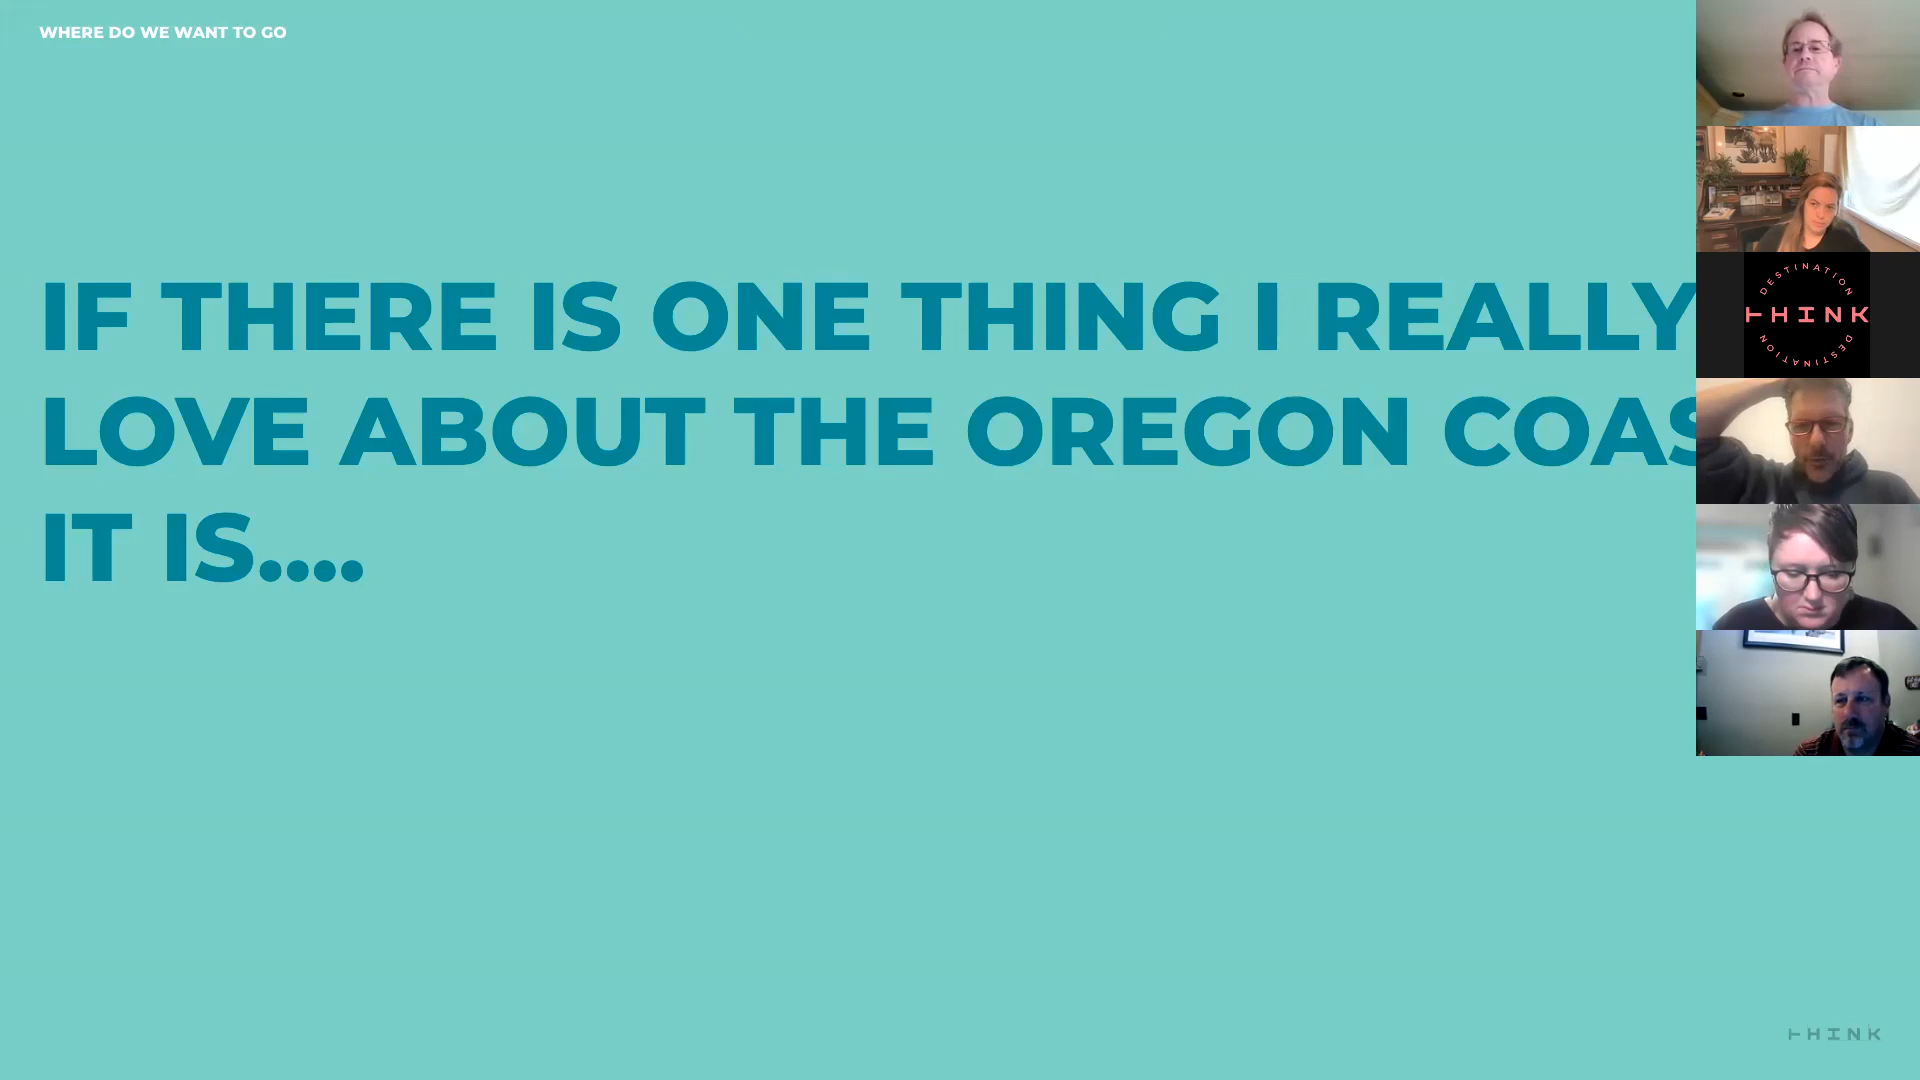 WHERE DO WE WANT TO GO
IF THERE IS ONE THING I REALLY
LOVE ABOUT THE OREGON COAS
IT IS....
DESTINATION
THINK
DESTINATION
THINK